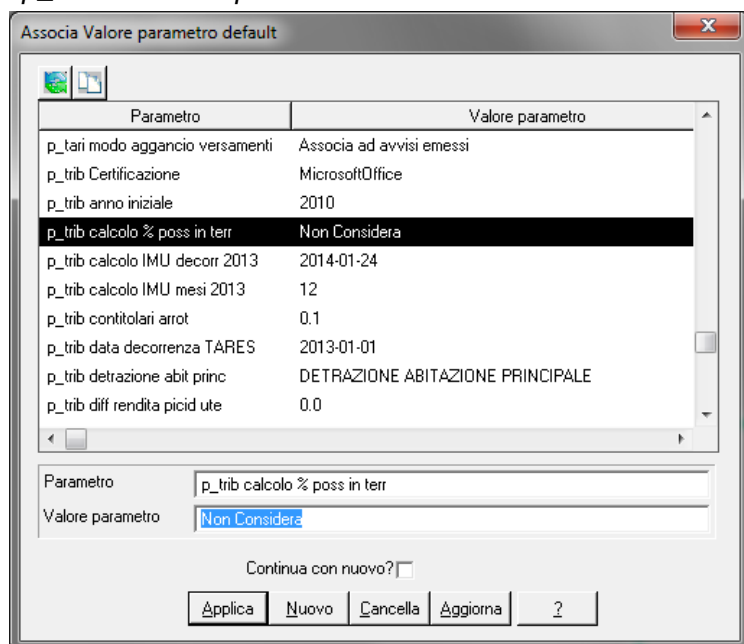 Associa Valore parametro default
Parametro Valore parametro
p_tari modo aggancio versamenti Associa ad avvisi emessi
p_trib Certificazione MicrosoftOffice
p_trib anno iniziale 2010
p_trib calcolo % poss in terr Non Considera
p_trib calcolo IMU decorr 2013 2014-01-24
p_trib calcolo IMU mesi 2013 12
p_trib contitolari arrot 0.1
p_trib data decorrenza TARES 2013-01-01
p_trib detrazione abit princ DETRAZIONE ABITAZIONE PRINCIPALE
p_trib diff rendita picid ute 0.0
Parametro p_trib calcolo % poss in terr
Valore parametro Non Considera
Continua con nuovo?
Applica Nuovo Cancella Aggiorna ?